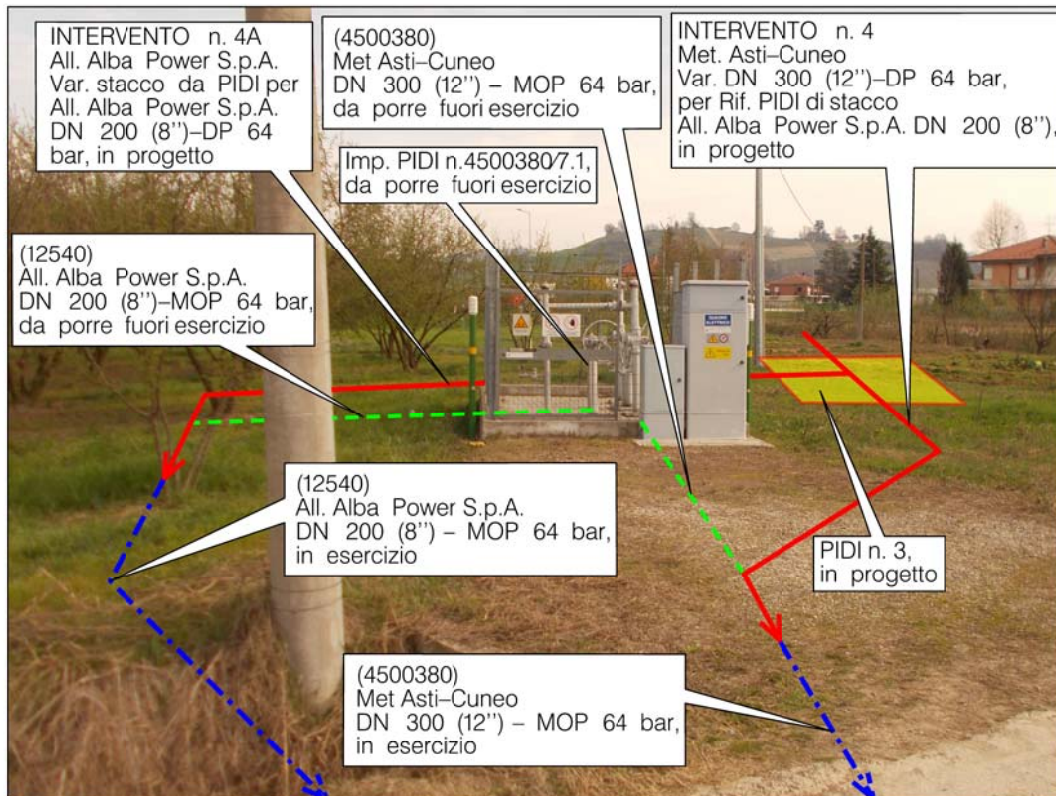 INTERVENTO n. 4A
All. Alba Power S.p.A.
Var. stacco da PIDI per
All. Alba Power S.p.A.
DN 200 (8'')–DP 64
bar, in progetto
(4500380)
Met Asti–Cuneo
DN 300 (12'') – MOP 64 bar,
da porre fuori esercizio
INTERVENTO n. 4
Met. Asti–Cuneo
Var. DN 300 (12'')–DP 64 bar,
per Rif. PIDI di stacco
All. Alba Power S.p.A. DN 200 (8''),
in progetto
Imp. PIDI n.4500380/7.1,
da porre fuori esercizio
(12540)
All. Alba Power S.p.A.
DN 200 (8'')–MOP 64 bar,
da porre fuori esercizio
QUADRO
ELETTRICO
(12540)
All. Alba Power S.p.A.
DN 200 (8'') – MOP 64 bar,
in esercizio
PIDI n. 3,
in progetto
(4500380)
Met Asti–Cuneo
DN 300 (12'') – MOP 64 bar,
in esercizio